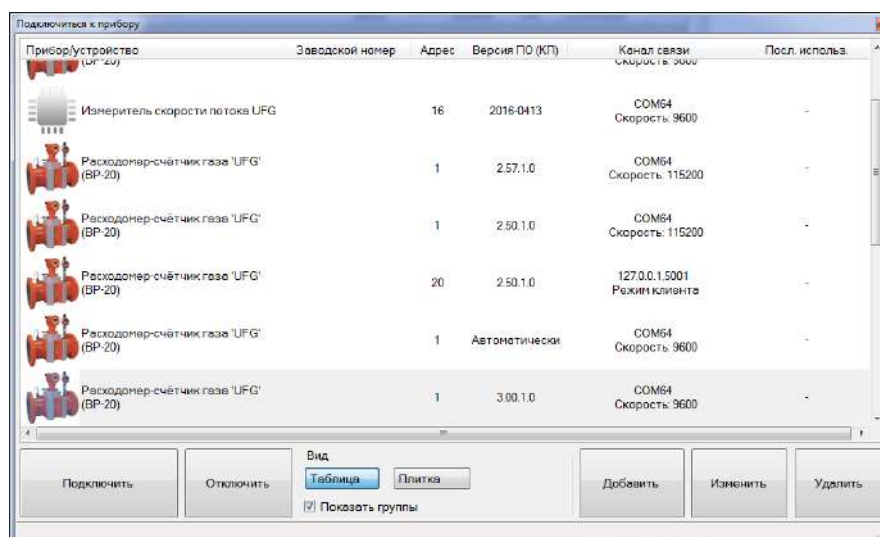 Подключиться к прибору
Прибор/устройство Заводской номер Адрес Версия ПО (КП) Канал связи Посл. использ.
(ВР-20) Скорость: 9600
Измеритель скорости потока UFG 16 2016-0413 COM64 Скорость: 9600 -
Расходомер-счётчик газа 'UFG'
(ВР-20) 1 2.57.1.0 COM64 Скорость: 115200 -
Расходомер-счётчик газа 'UFG'
(ВР-20) 1 2.50.1.0 COM64 Скорость: 115200 -
Расходомер-счётчик газа 'UFG'
(ВР-20) 20 2.50.1.0 127.0.0.1,5001 Режим клиента -
Расходомер-счётчик газа 'UFG'
(ВР-20) 1 Автоматически COM64 Скорость: 9600 -
Расходомер-счётчик газа 'UFG'
(ВР-20) 1 3.00.1.0 COM64 Скорость: 9600 -
Вид
Подключить Отключить Таблица Плитка Добавить Изменить Удалить
Показать группы